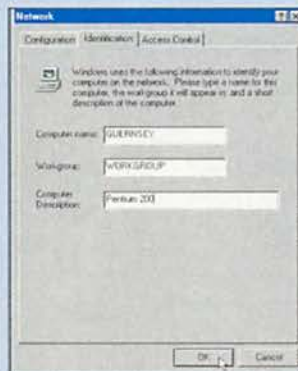 Network
Configuration Identification Access Control
Windows uses the following information to identify your
computer on the network. Please type a name for this
computer, the workgroup it will appear in and a short
description of the computer.
Computer name: GUERNSEY
Workgroup: WORKGROUP
Computer
Description: Pentium 200
OK Cancel